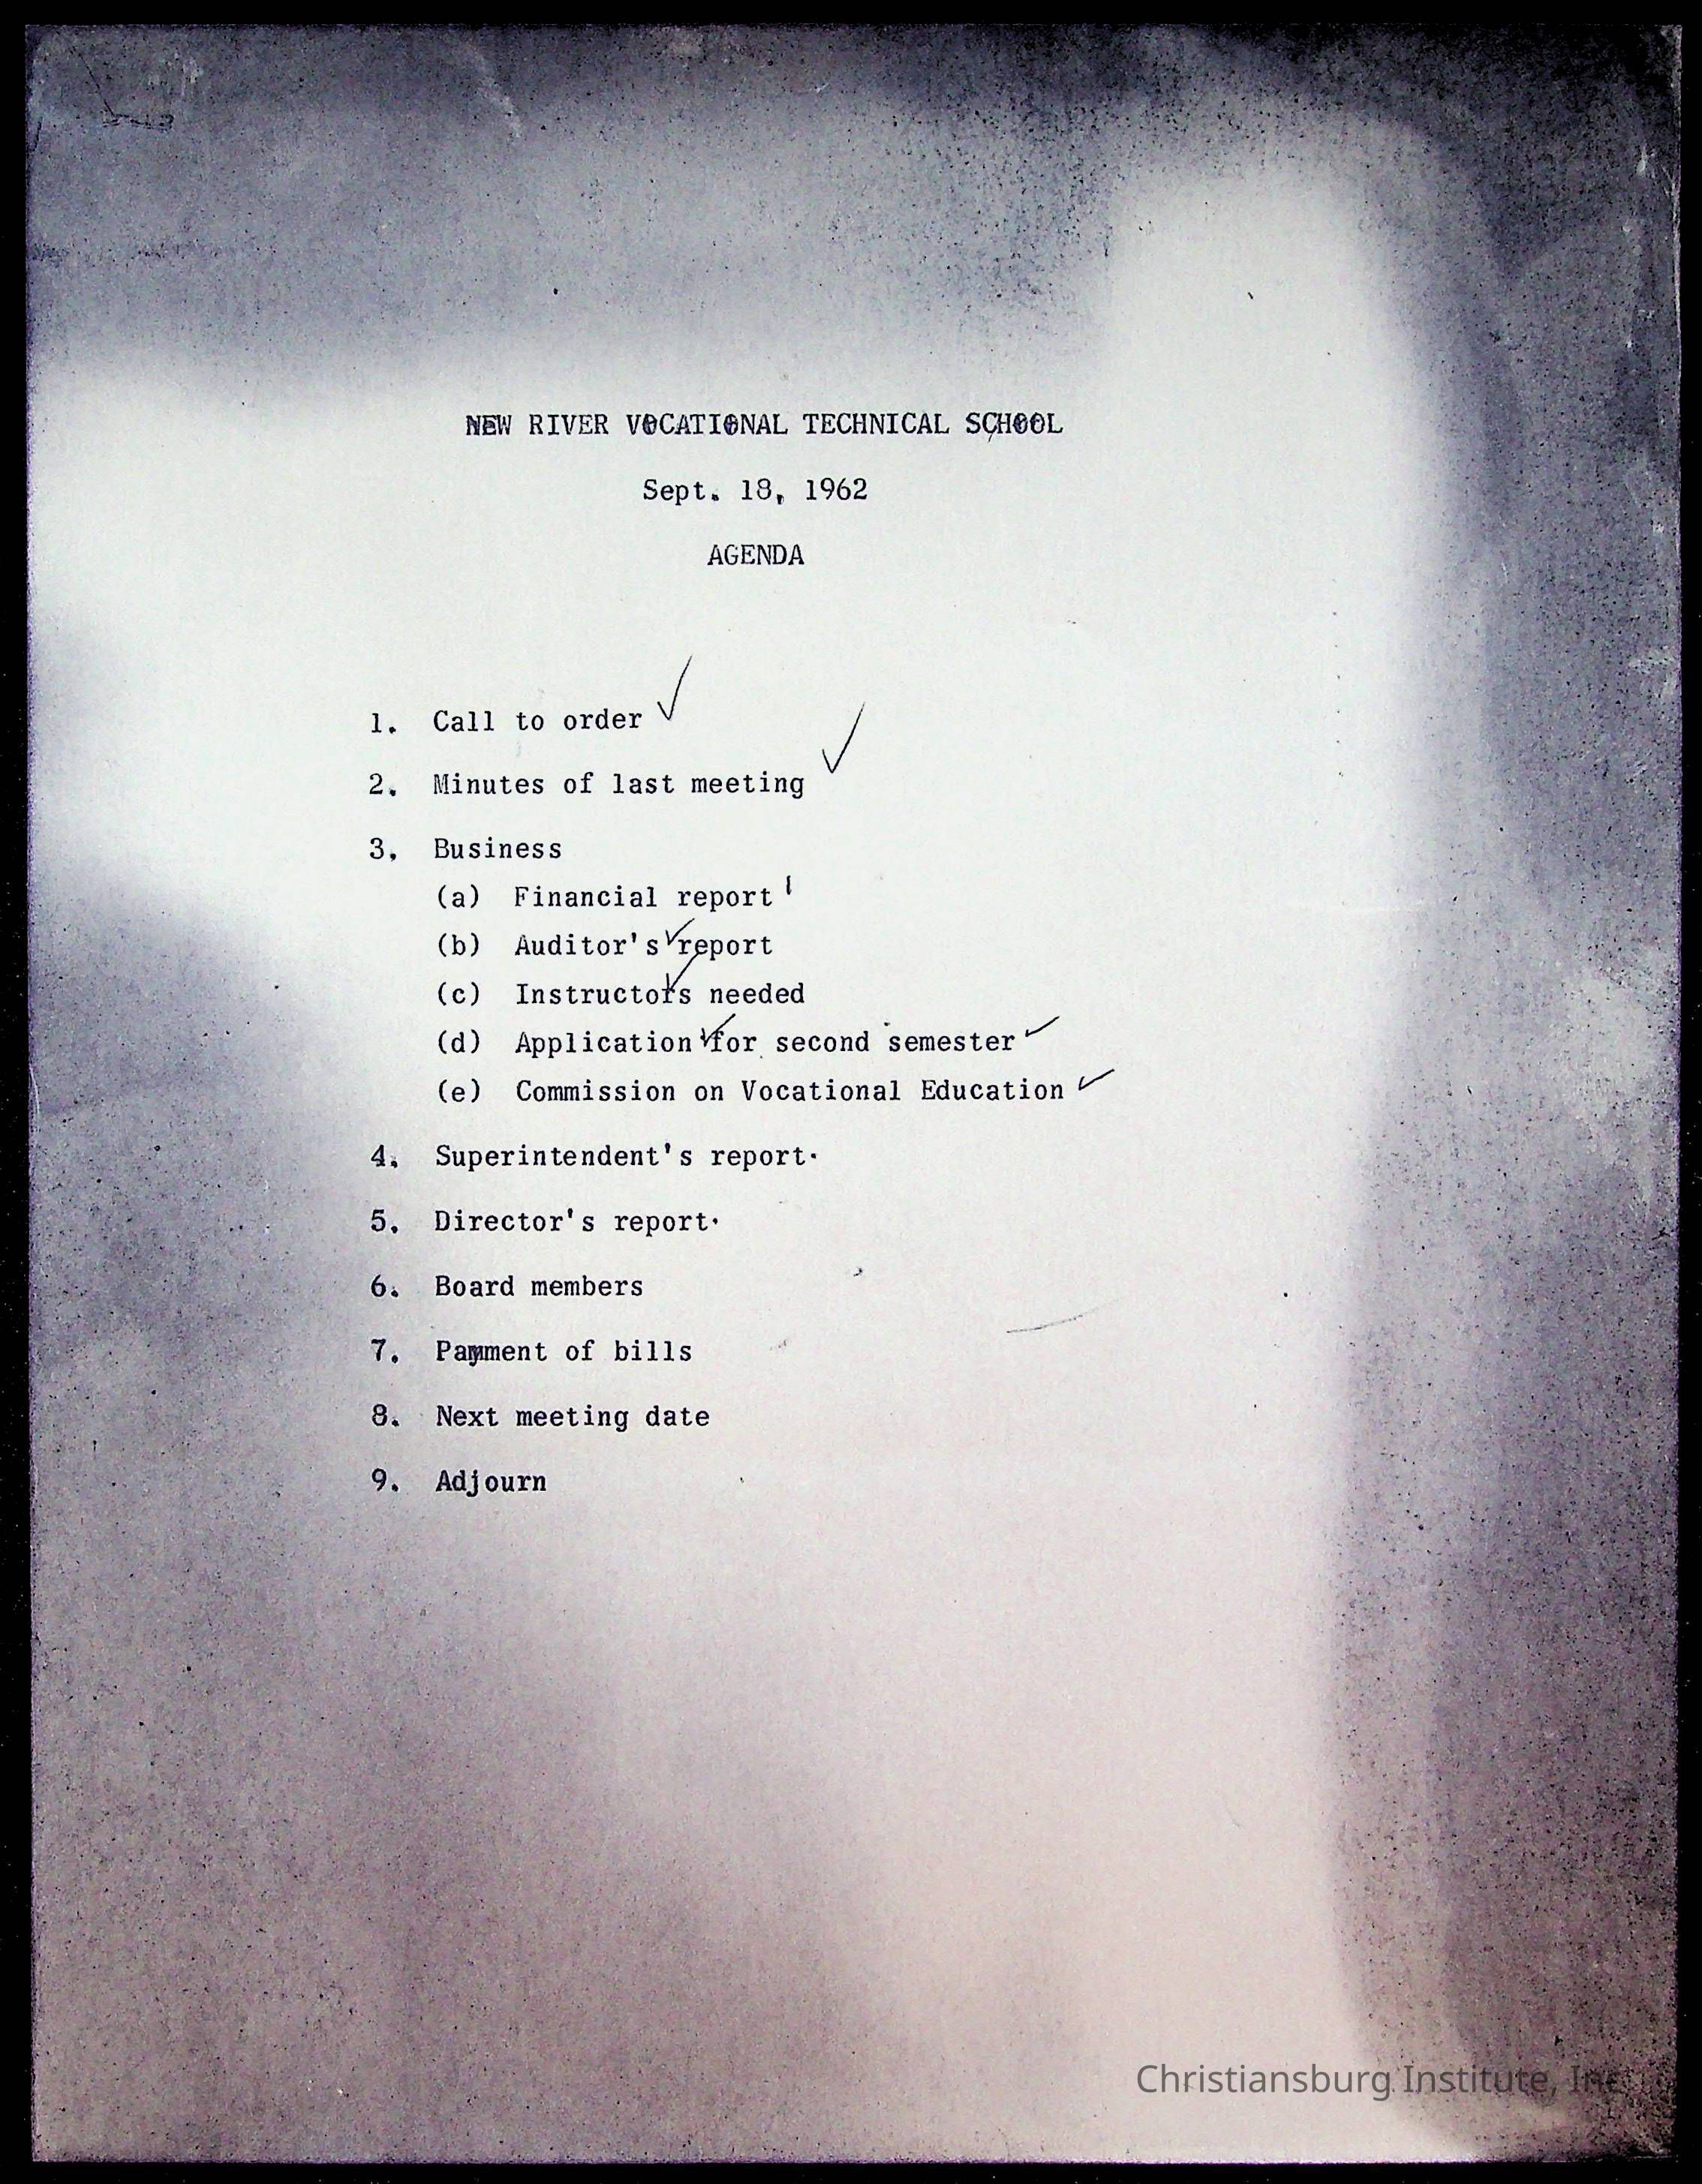 NEW RIVER VOCATIONAL TECHNICAL SCHOOL
Sept. 18, 1962
AGENDA
1. Call to order ✓
2. Minutes of last meeting ✓
3. Business
(a) Financial report
(b) Auditor's ✓ report
(c) Instructors ✓ needed
(d) Application ✓ for second semester ✓
(e) Commission on Vocational Education ✓
4. Superintendent's report
5. Director's report
6. Board members
7. Payment of bills
8. Next meeting date
9. Adjourn
Christiansburg Institute, Inc